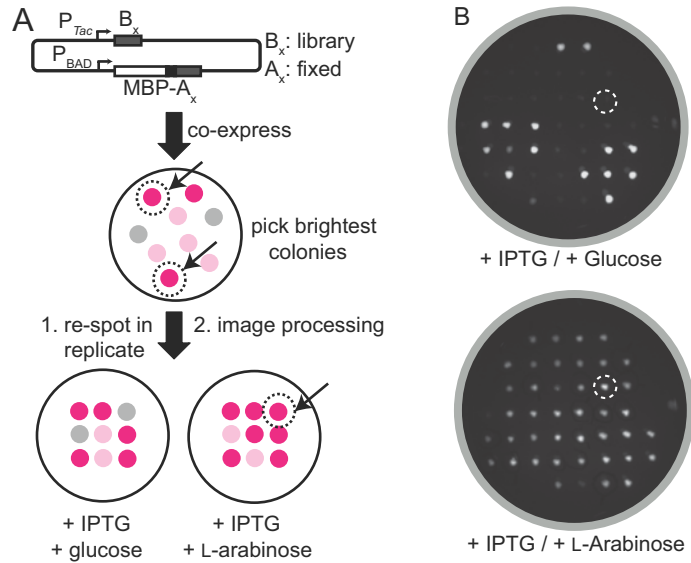 A
P_Tac B_x
P_BAD
B_x: library
A_x: fixed
MBP-A_x
co-express
pick brightest
colonies
1. re-spot in
replicate
2. image processing
+ IPTG
+ glucose
+ IPTG
+ L-arabinose
B
+ IPTG / + Glucose
+ IPTG / + L-Arabinose